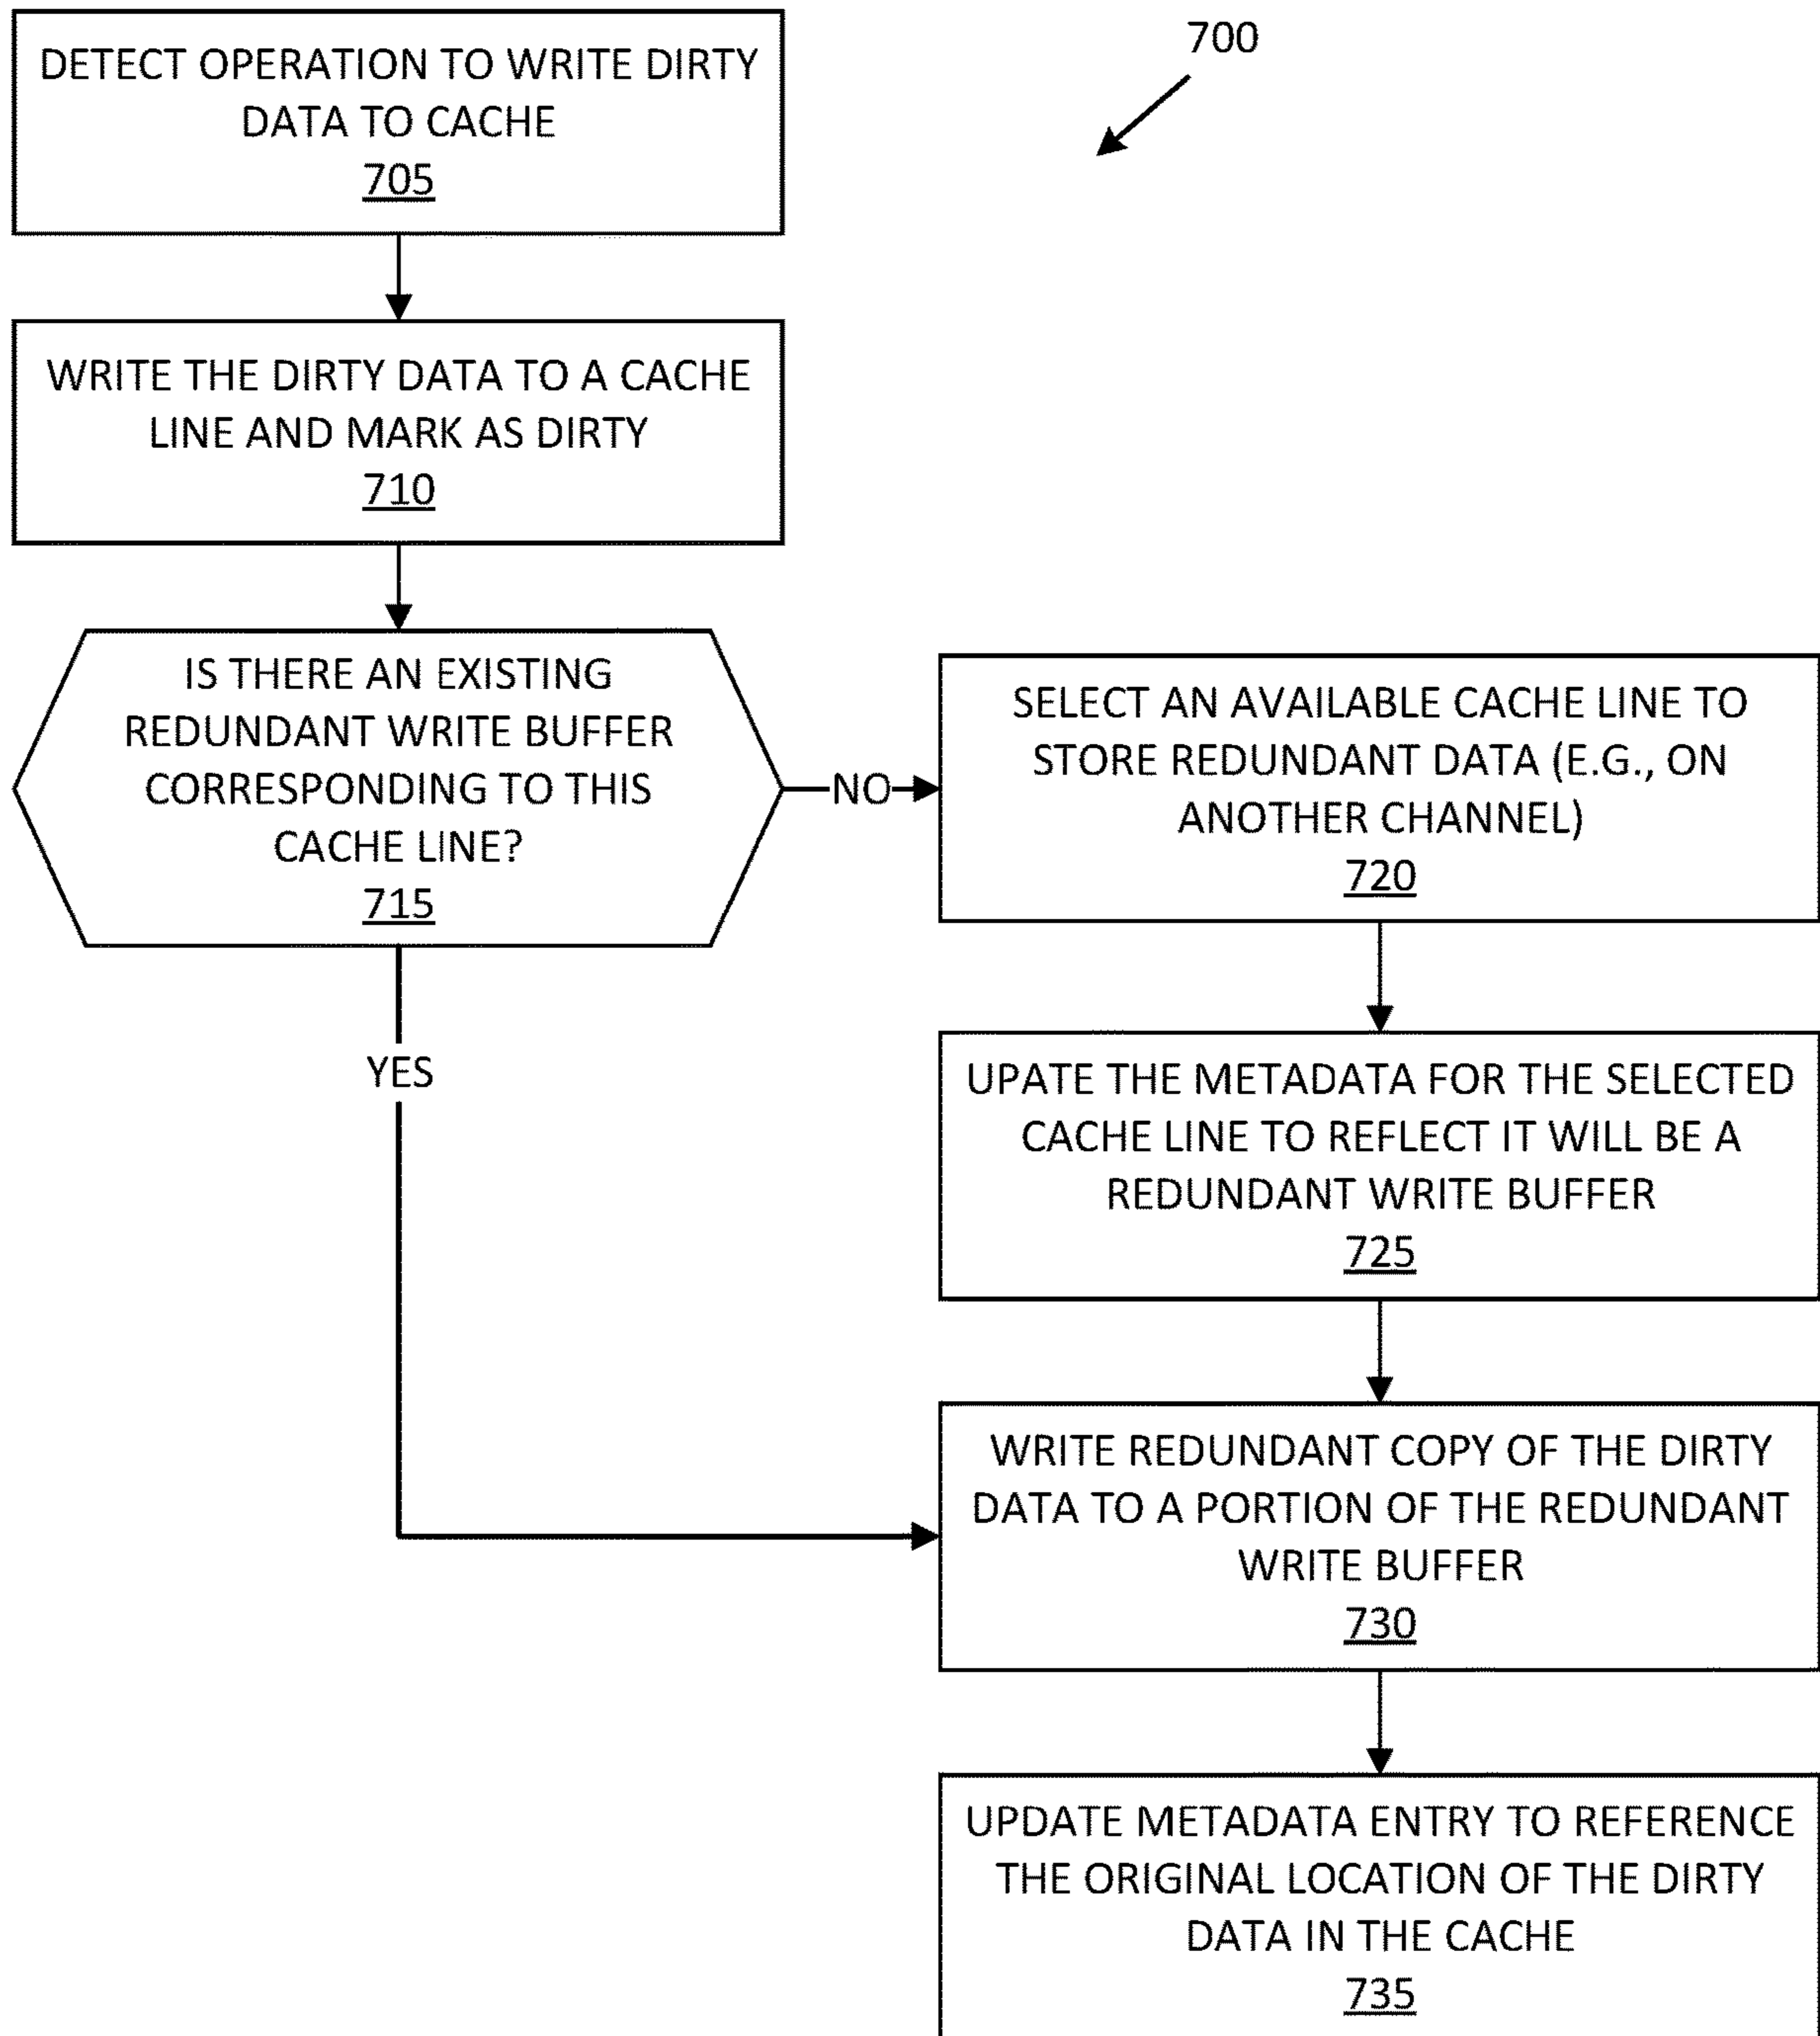 DETECT OPERATION TO WRITE DIRTY
DATA TO CACHE
705
700
WRITE THE DIRTY DATA TO A CACHE
LINE AND MARK AS DIRTY
710
IS THERE AN EXISTING
REDUNDANT WRITE BUFFER
CORRESPONDING TO THIS
CACHE LINE?
715
NO
YES
SELECT AN AVAILABLE CACHE LINE TO
STORE REDUNDANT DATA (E.G., ON
ANOTHER CHANNEL)
720
UPATE THE METADATA FOR THE SELECTED
CACHE LINE TO REFLECT IT WILL BE A
REDUNDANT WRITE BUFFER
725
WRITE REDUNDANT COPY OF THE DIRTY
DATA TO A PORTION OF THE REDUNDANT
WRITE BUFFER
730
UPDATE METADATA ENTRY TO REFERENCE
THE ORIGINAL LOCATION OF THE DIRTY
DATA IN THE CACHE
735